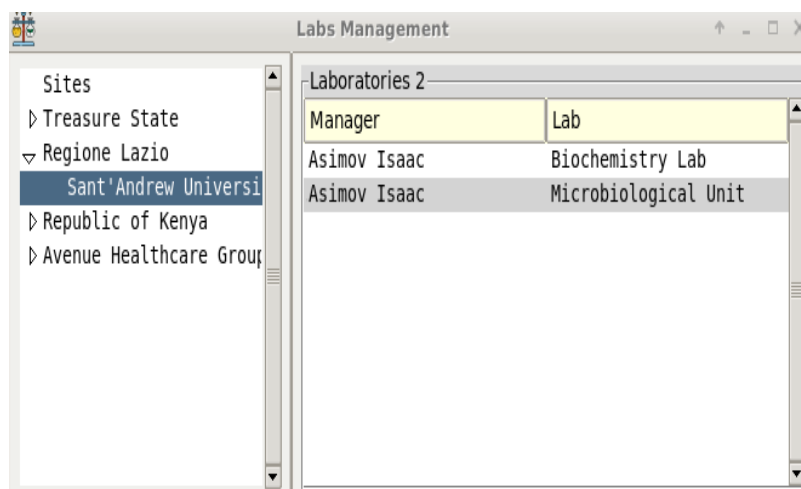 Labs Management
Sites
Treasure State
Regione Lazio
Sant'Andrew Universi
Republic of Kenya
Avenue Healthcare Group
Laboratories 2
Manager Lab
Asimov Isaac Biochemistry Lab
Asimov Isaac Microbiological Unit